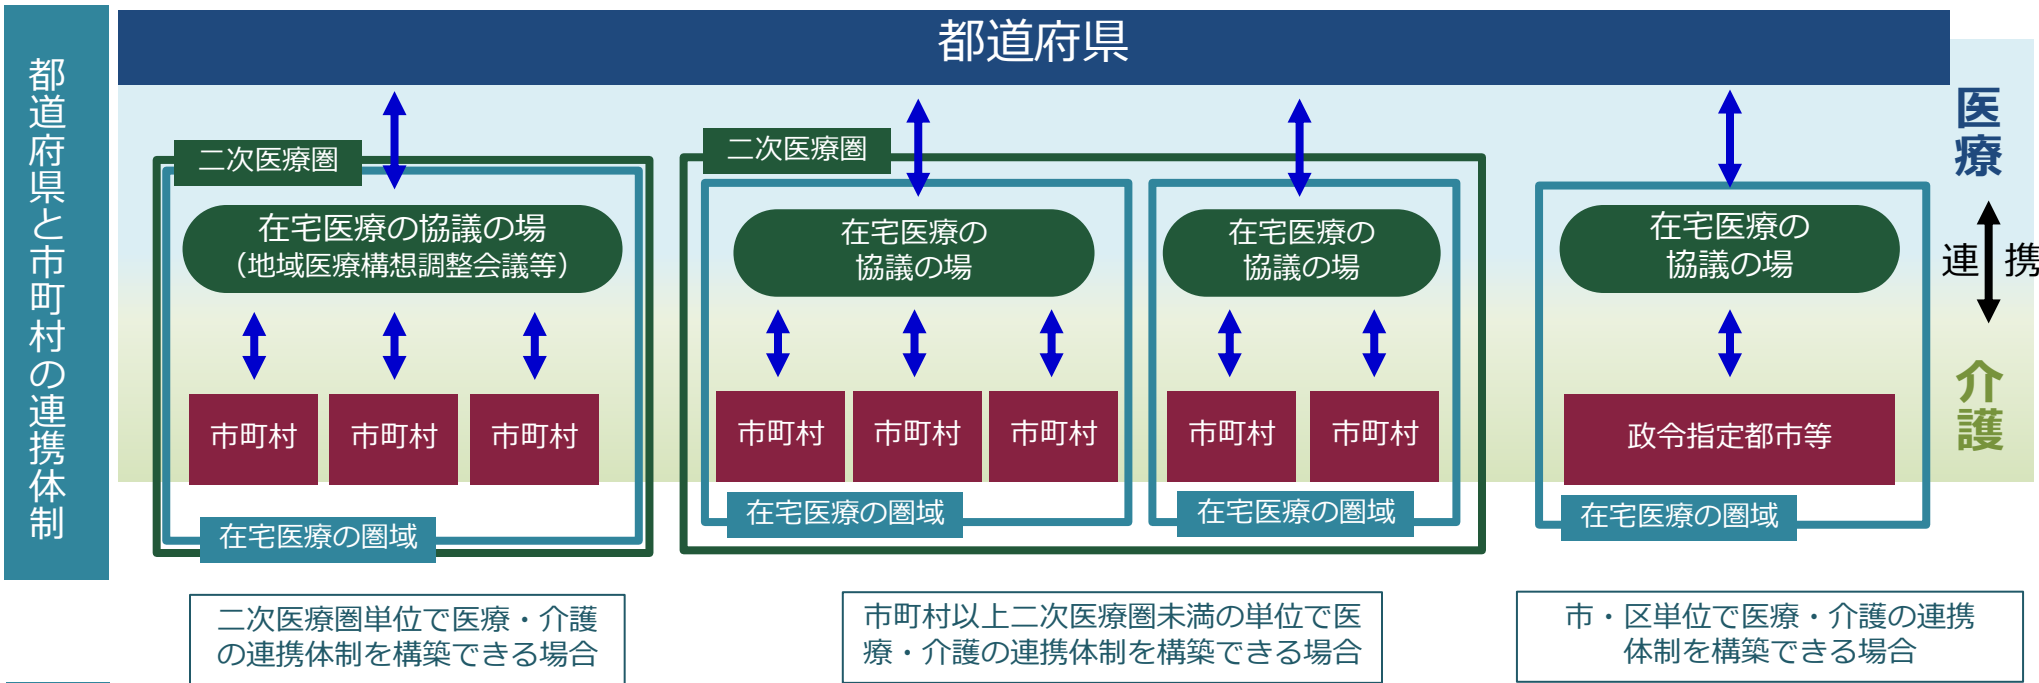 都道府県と市町村の連携体制
都道府県
二次医療圏
在宅医療の協議の場
（地域医療構想調整会議等）
市町村
市町村
市町村
在宅医療の圏域
二次医療圏単位で医療・介護
の連携体制を構築できる場合
二次医療圏
在宅医療の
協議の場
市町村
市町村
市町村
在宅医療の圏域
在宅医療の
協議の場
市町村
市町村
在宅医療の圏域
市町村以上二次医療圏未満の単位で医
療・介護の連携体制を構築できる場合
在宅医療の
協議の場
政令指定都市等
在宅医療の圏域
市・区単位で医療・介護の連携
体制を構築できる場合
医療
連携
介護